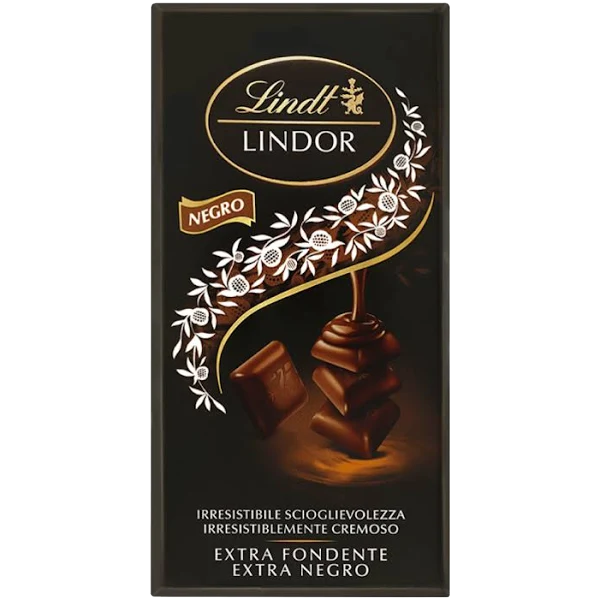 Lindt
LINDOR
NEGRO
IRRESISTIBILE SCIOGLIEVOLEZZA
IRRESISTIBLEMENTE CREMOSO
EXTRA FONDENTE
EXTRA NEGRO